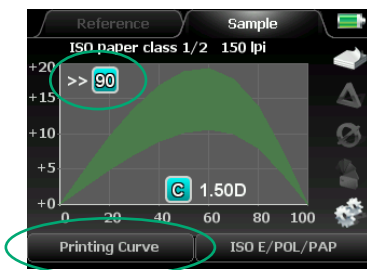 Reference Sample
ISO paper class 1/2 150 lpi
+20
>> 90
+15
+10
+5
C 1.50D
+0
0 20 40 60 80 100
Printing Curve ISO E/POL/PAP